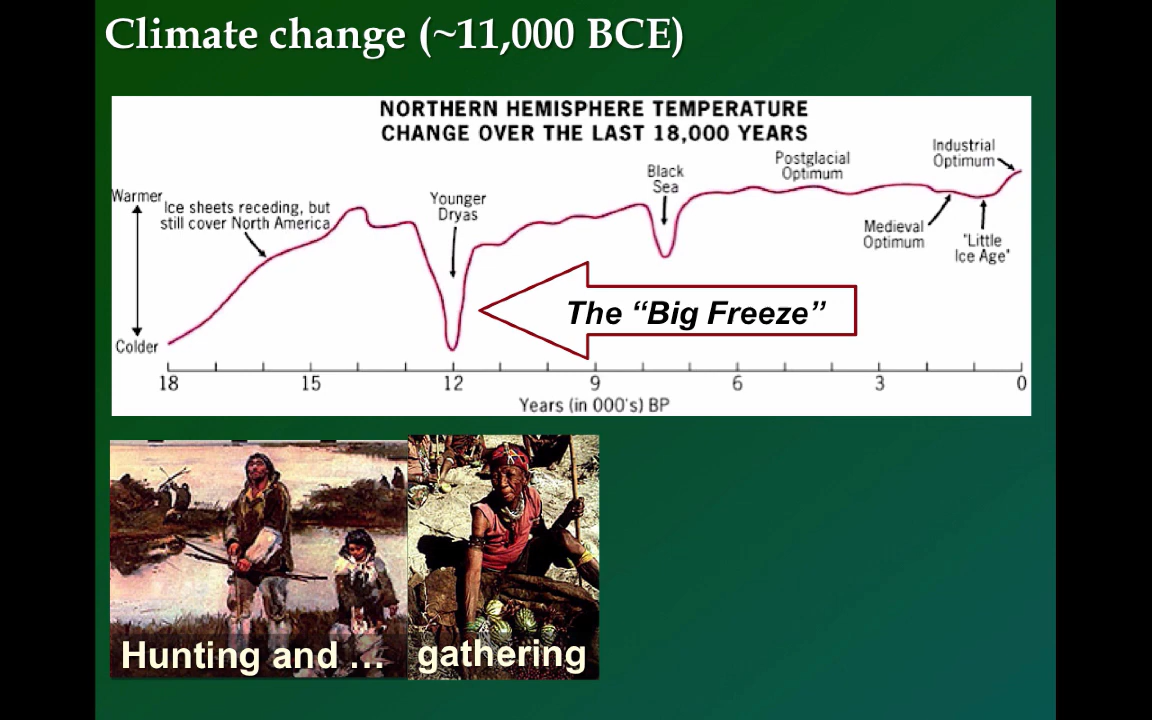 Climate change (~11,000 BCE)
NORTHERN HEMISPHERE TEMPERATURE
CHANGE OVER THE LAST 18,000 YEARS
Industrial
Optimum
Postglacial
Optimum
Black
Sea
Warmer
Younger
Dryas
Ice sheets receding, but
still cover North America
Medieval
Optimum
"Little
Ice Age"
The “Big Freeze”
Colder
18 15 12 9 6 3 0
Years (in 000's) BP
Hunting and …
gathering